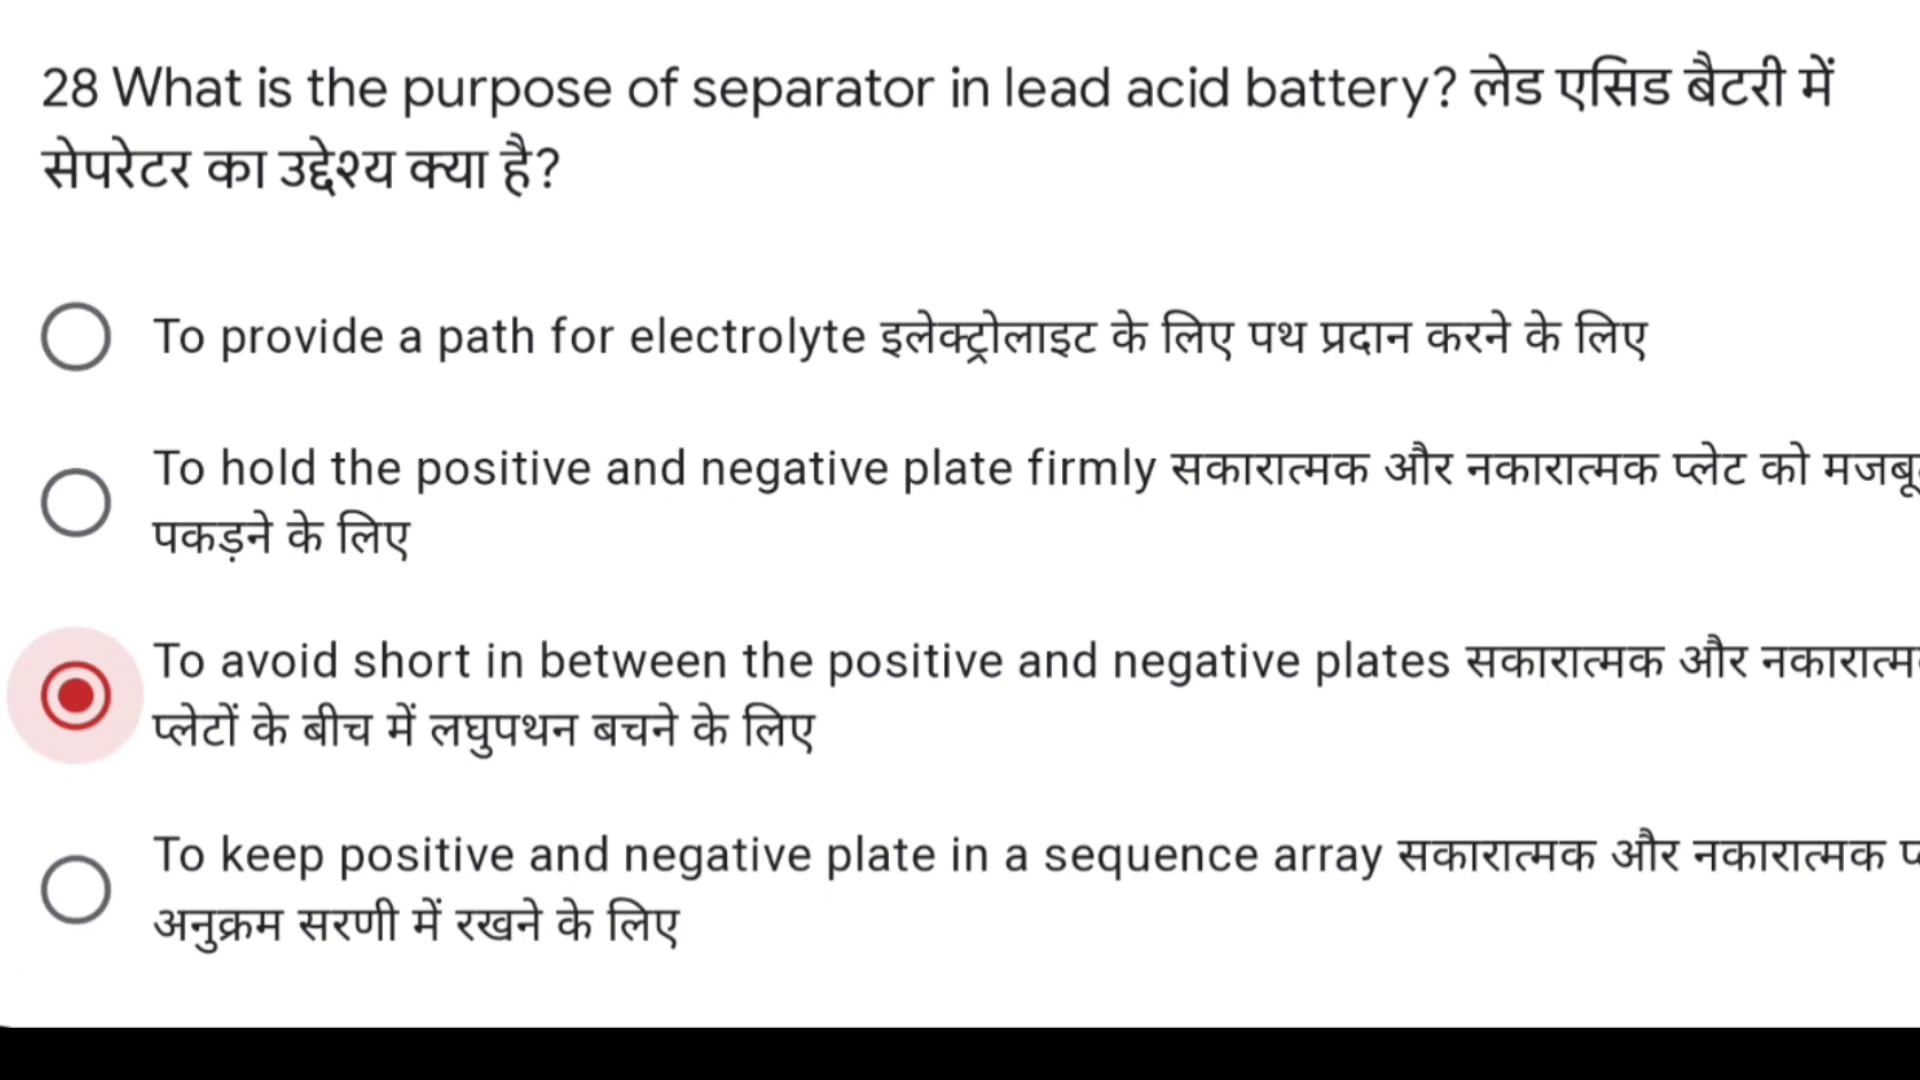 28 What is the purpose of separator in lead acid battery? लेड एसिड बैटरी में
सेपरेटर का उद्देश्य क्या है?
To provide a path for electrolyte इलेक्ट्रोलाइट के लिए पथ प्रदान करने के लिए
To hold the positive and negative plate firmly सकारात्मक और नकारात्मक प्लेट को
पकड़ने के लिए
To avoid short in between the positive and negative plates सकारात्मक और
प्लेटों के बीच में लघुपथन बचने के लिए
To keep positive and negative plate in a sequence array सकारात्मक और नकारात्मक
अनुक्रम सरणी में रखने के लिए